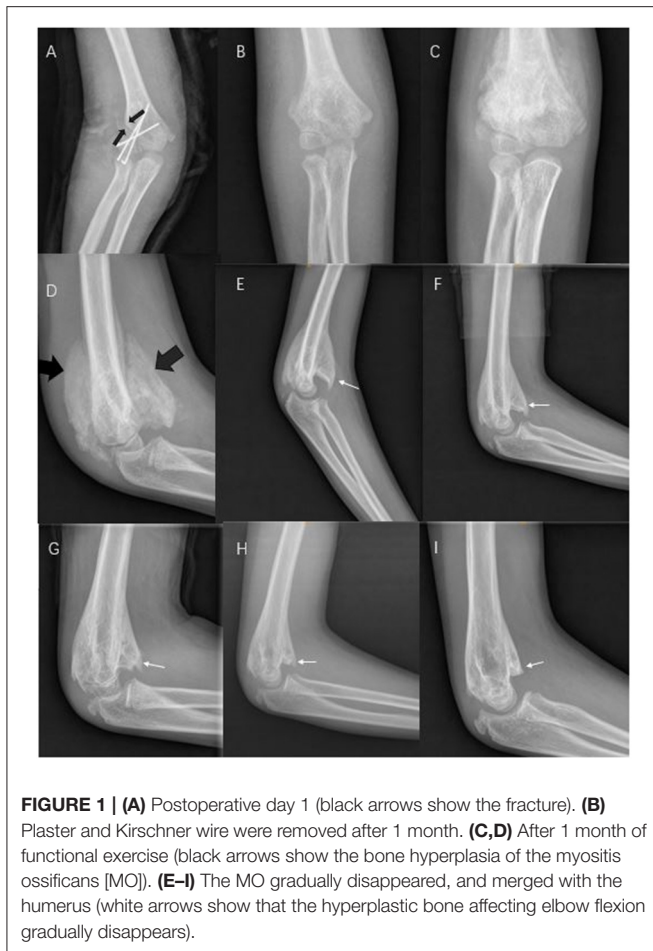 A
B
C
D
E
F
G
H
I
FIGURE 1 | (A) Postoperative day 1 (black arrows show the fracture). (B)
Plaster and Kirschner wire were removed after 1 month. (C,D) After 1 month of
functional exercise (black arrows show the bone hyperplasia of the myositis
ossificans [MO]). (E–I) The MO gradually disappeared, and merged with the
humerus (white arrows show that the hyperplastic bone affecting elbow flexion
gradually disappears).